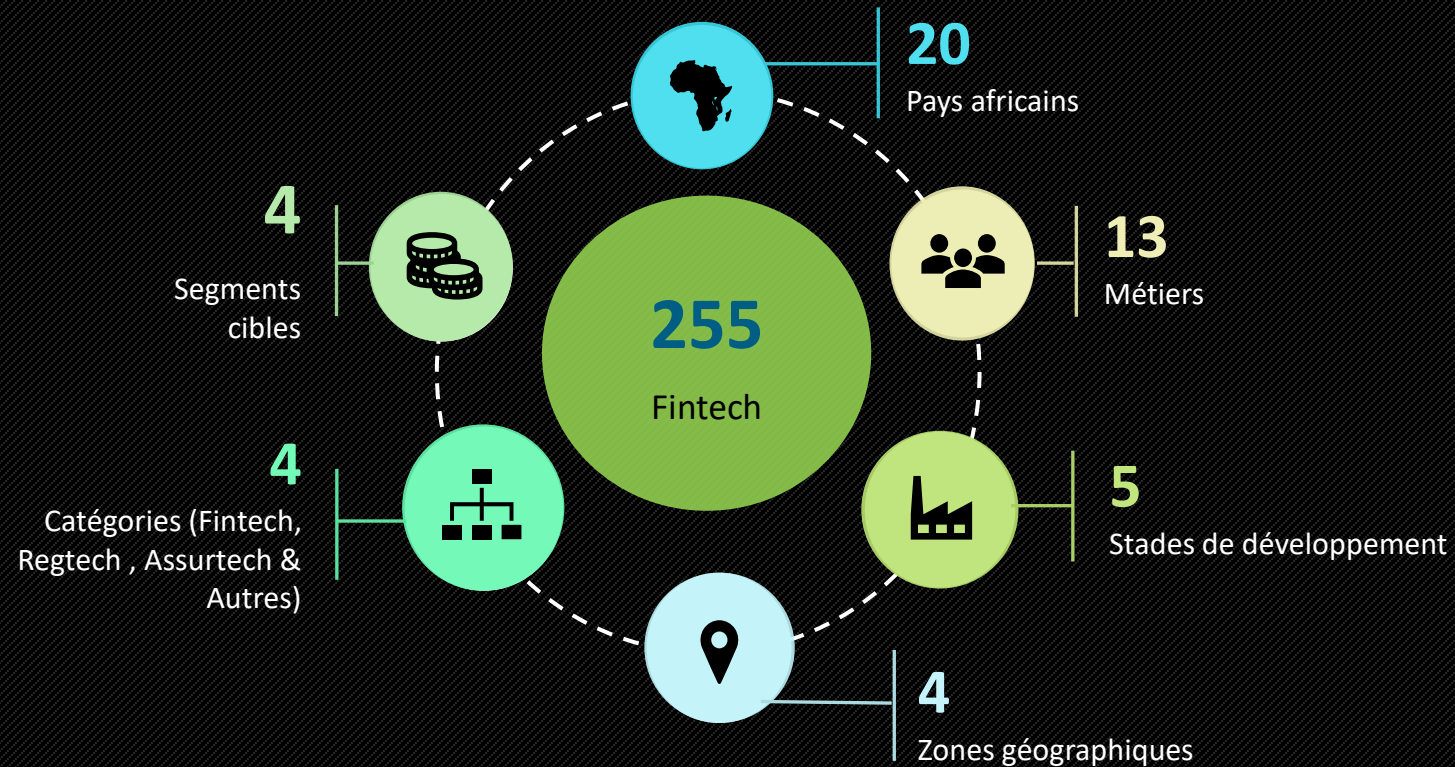 20
Pays africains
4
Segments
cibles
13
Métiers
255
Fintech
4
Catégories (Fintech,
Regtech , Assurtech &
Autres)
5
Stades de développement
4
Zones géographiques